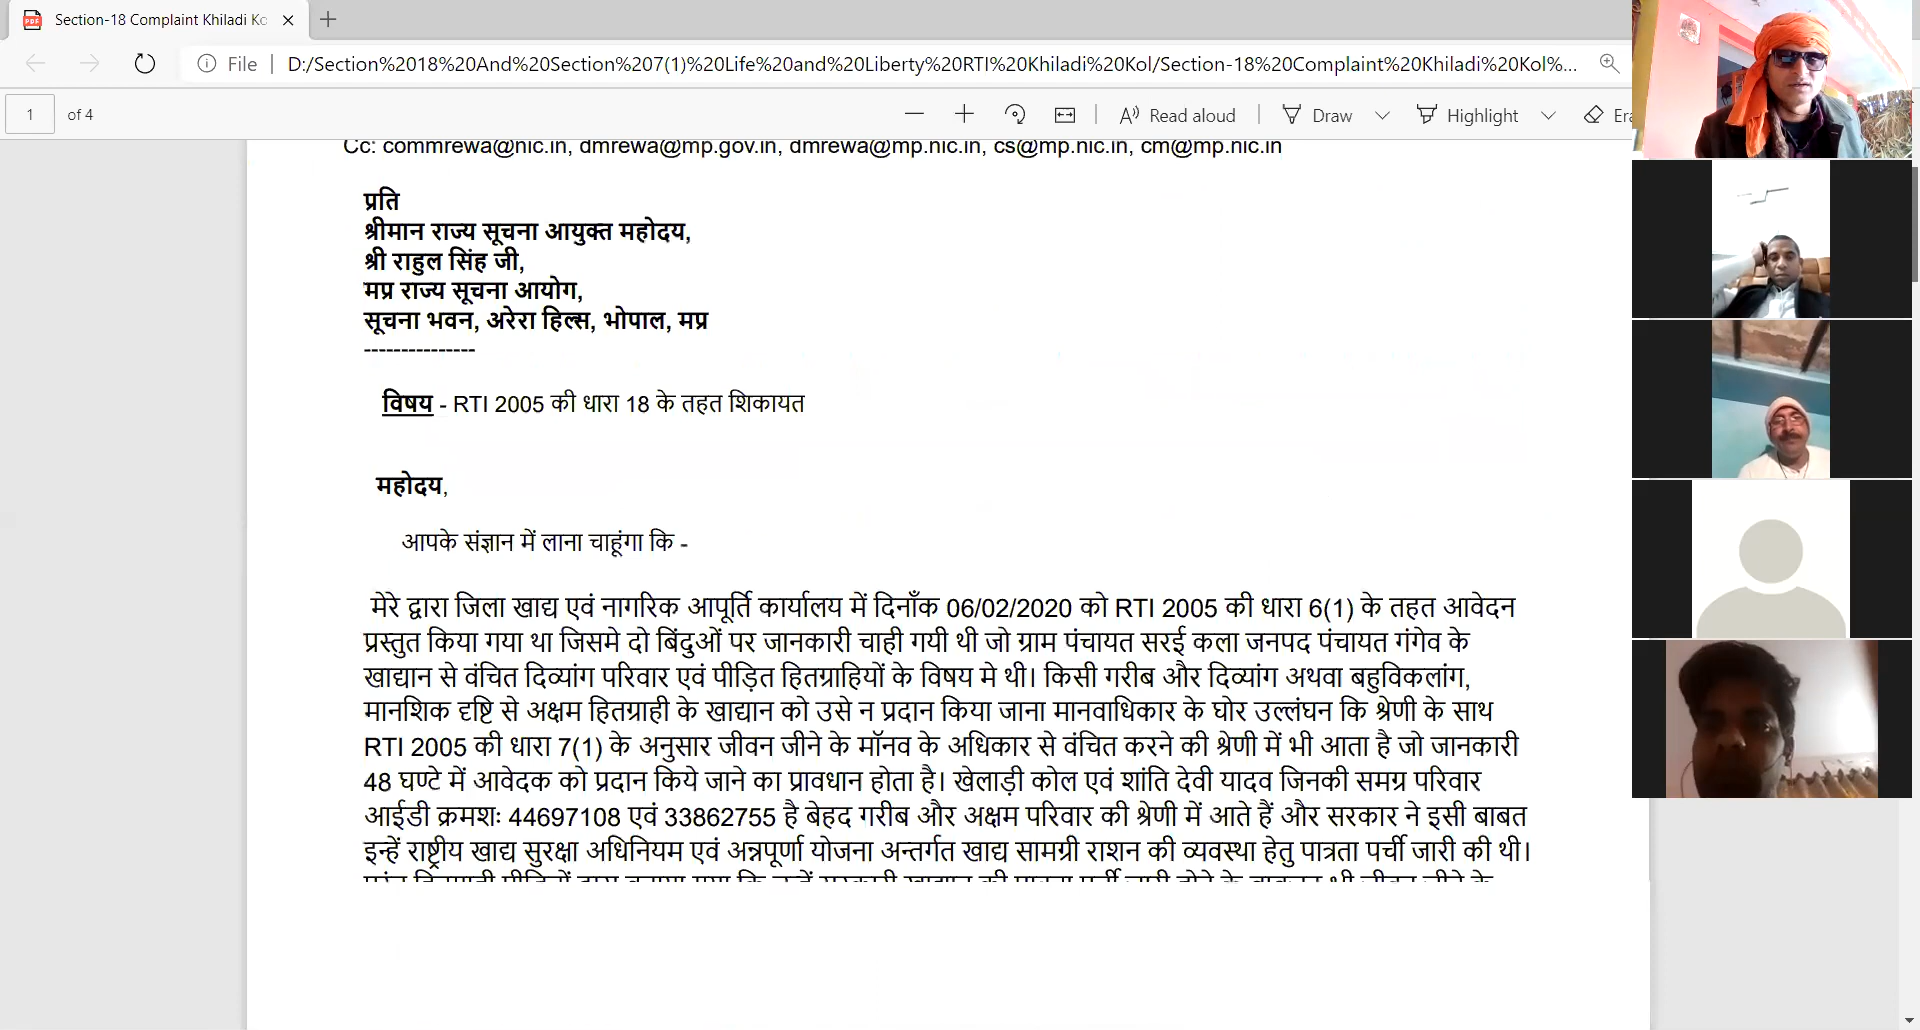 Section-18 Complaint Khiladi Ko
File
D:/Section%2018%20And%20Section%207(1)%20Life%20and%20Liberty%20RTI%20Khiladi%20Kol/Section-18%20Complaint%20Khiladi%20Kol%...
1 of 4
Read aloud
Draw
Highlight
Era
Cc: commrewa@nic.in, dmrewa@mp.gov.in, dmrewa@mp.nic.in, cs@mp.nic.in, cm@mp.nic.in
प्रति
श्रीमान राज्य सूचना आयुक्त महोदय,
श्री राहुल सिंह जी,
मप्र राज्य सूचना आयोग,
सूचना भवन, अरेरा हिल्स, भोपाल, मप्र
---------------
विषय - RTI 2005 की धारा 18 के तहत शिकायत
महोदय,
आपके संज्ञान में लाना चाहूंगा कि -
मेरे द्वारा जिला खाद्य एवं नागरिक आपूर्ति कार्यालय में दिनाँक 06/02/2020 को RTI 2005 की धारा 6(1) के तहत आवेदन
प्रस्तुत किया गया था जिसमे दो बिंदुओं पर जानकारी चाही गयी थी जो ग्राम पंचायत सरई कला जनपद पंचायत गंगेव के
खाद्यान से वंचित दिव्यांग परिवार एवं पीड़ित हितग्राहियों के विषय मे थी। किसी गरीब और दिव्यांग अथवा बहुविकलांग,
मानशिक दृष्टि से अक्षम हितग्राही के खाद्यान को उसे न प्रदान किया जाना मानवाधिकार के घोर उल्लंघन कि श्रेणी के साथ
RTI 2005 की धारा 7(1) के अनुसार जीवन जीने के मॉनव के अधिकार से वंचित करने की श्रेणी में भी आता है जो जानकारी
48 घण्टे में आवेदक को प्रदान किये जाने का प्रावधान होता है। खेलाड़ी कोल एवं शांति देवी यादव जिनकी समग्र परिवार
आईडी क्रमशः 44697108 एवं 33862755 है बेहद गरीब और अक्षम परिवार की श्रेणी में आते हैं और सरकार ने इसी बाबत
इन्हें राष्ट्रीय खाद्य सुरक्षा अधिनियम एवं अन्नपूर्णा योजना अन्तर्गत खाद्य सामग्री राशन की व्यवस्था हेतु पात्रता पर्ची जारी की थी।